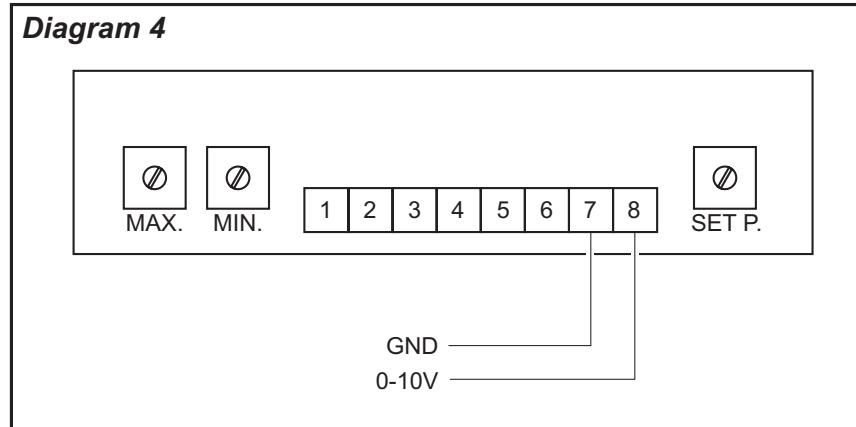 Diagram 4
1 2 3 4 5 6 7 8
MAX. MIN. SET P.
GND
0-10V